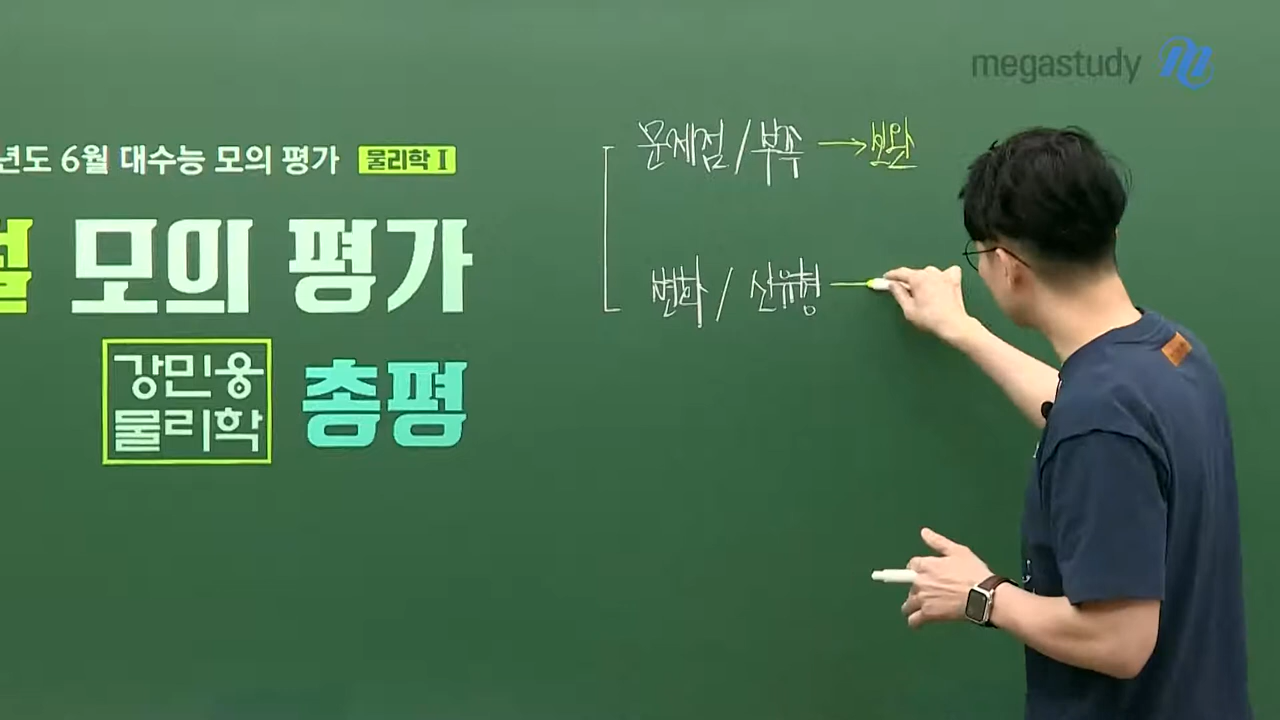 megastudy
년도 6월 대수능 모의 평가 물리학 I
월 모의 평가
강민웅
물리학
총평
문제점 / 부족 → 보완
변화 / 신유형